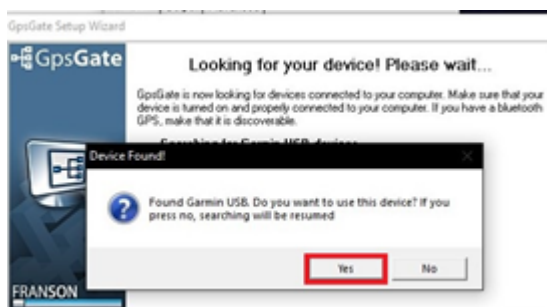 GpsGate Setup Wizard
GpsGate
Looking for your device! Please wait...
GpsGate is now looking for devices connected to your computer. Make sure that your
device is turned on and properly connected to your computer. If you have a bluetooth
GPS, make that it is discoverable.
Searching for Garmin USB devices
Device Found!
Found Garmin USB. Do you want to use this device? If you
press no, searching will be resumed
Yes
No
FRANSON